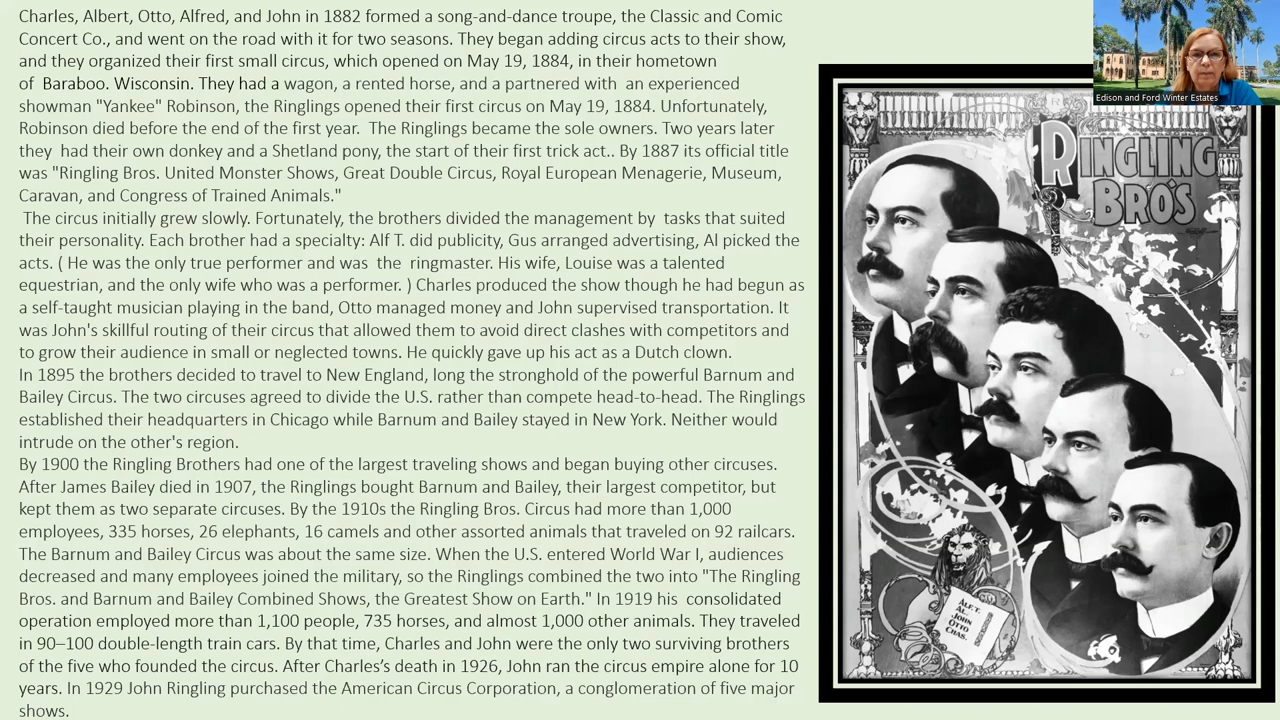 Charles, Albert, Otto, Alfred, and John in 1882 formed a song-and-dance troupe, the Classic and Comic
Concert Co., and went on the road with it for two seasons. They began adding circus acts to their show,
and they organized their first small circus, which opened on May 19, 1884, in their hometown
of Baraboo. Wisconsin. They had a wagon, a rented horse and partnered with an experienced
showman "Yankee" Robinson. The Ringlings opened their first circus on May 19, 1884. Unfortunately,
Robinson died before the end of the first year. The Ringlings became the sole owners. Two years later
they had their first donkey and a Shetland pony which became their first trick act.. By 1887 its official title
was "Ringling Bros. United Monster Shows, Great Double Circus, Royal European Menagerie, Museum,
Caravan, and Congress of Trained Animals."
The circus initially grew slowly. Fortunately, the brothers divided the management by tasks that suited
their personality. Each brother had a specialty: Alf T. did publicity, Gus arranged advertising, Al picked the
acts ( He was the only true performer and was the ringmaster. His wife, Louise was a talented
equestrian, and the only wife who was a performer. ) Charles produced the show though he had begun as
a self-taught musician playing in the band, Otto managed money and John supervised transportation. It
was John's skillful routing of their circus that allowed them to avoid direct clashes with competitors and
to grow their audience in small or neglected towns. He quickly gave up his act as a Dutch clown.
In 1895 the brothers decided to travel to New England, long the stronghold of the powerful Barnum and
Bailey Circus. The two circuses agreed to divide the U.S. rather than compete head-to-head. The Ringlings
established their headquarters in Chicago while Barnum and Bailey stayed in New York. Neither would
intrude on the other's region.
By 1900 the Ringling Brothers had one of the largest traveling shows and began buying other circuses.
After James Bailey died in 1907, the Ringlings bought Barnum and Bailey, their largest competitor, but
kept them as two separate shows. In 1910s the Ringling Bros. Circus had more than 1,000
employees, 335 horses, 26 elephants, 16 camels and other assorted animals that traveled on 92 railcars.
The Barnum and Bailey Circus was about the same size. When the U.S. entered World War I, audiences
decreased and many employees joined the military, so the Ringlings combined the two into "The Ringling
Bros. and Barnum and Bailey Combined Shows, the Greatest Show on Earth." In 1919 his consolidated
operation employed more than 1,100 people, 735 horses, and almost 1,000 other animals. They traveled
in 90–100 double-length train cars. By that time, Charles and John were the only two surviving brothers
of the five who founded the circus. After Charles's death in 1926, John ran the circus empire alone for 10
years. In 1929 John Ringling purchased the American Circus Corporation, a conglomeration of five major
shows.
Edison and Ford Winter Estates
RINGLING
BRO'S
ALF.T.
AL.
JOHN
OTTO
CHAS.